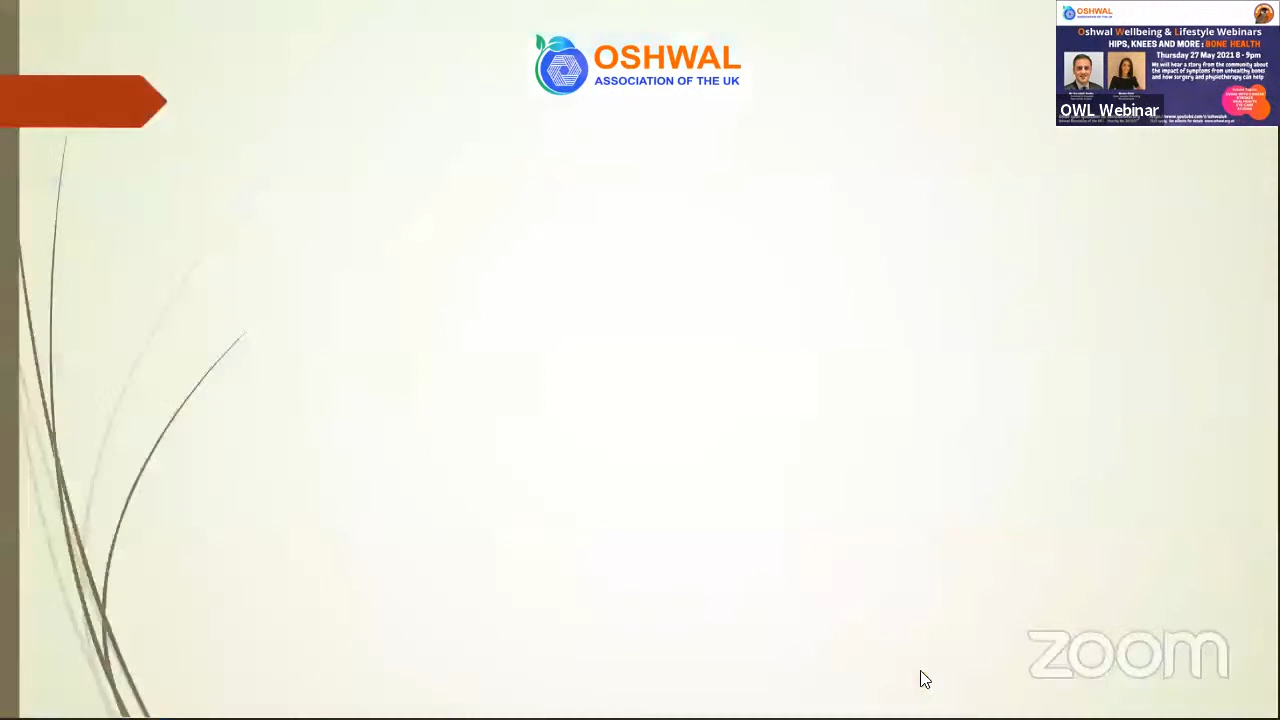 OSHWAL
ASSOCIATION OF THE UK
OSHWAL
Oshwal Wellbeing & Lifestyle Webinars
HIPS, KNEES AND MORE : BONE HEALTH
Thursday 27 May 2021 8 - 9pm
We will hear a story from the community about
the impact of symptoms from unhealthy bones
and how surgery and physiotherapy can help
OWL Webinar
zoom